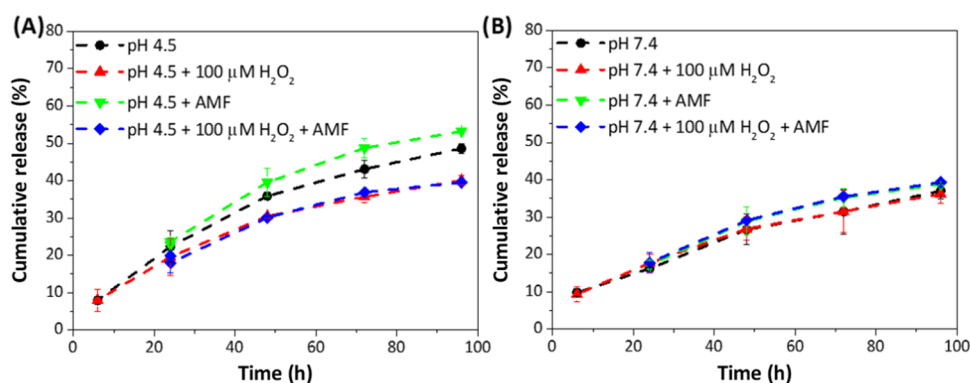 (A)
80
70
60
50
40
30
20
10
0
Cumulative release (%)
pH 4.5
pH 4.5 + 100 μM H₂O₂
pH 4.5 + AMF
pH 4.5 + 100 μM H₂O₂ + AMF
0 20 40 60 80 100
Time (h)
(B)
80
70
60
50
40
30
20
10
0
Cumulative release (%)
pH 7.4
pH 7.4 + 100 μM H₂O₂
pH 7.4 + AMF
pH 7.4 + 100 μM H₂O₂ + AMF
0 20 40 60 80 100
Time (h)